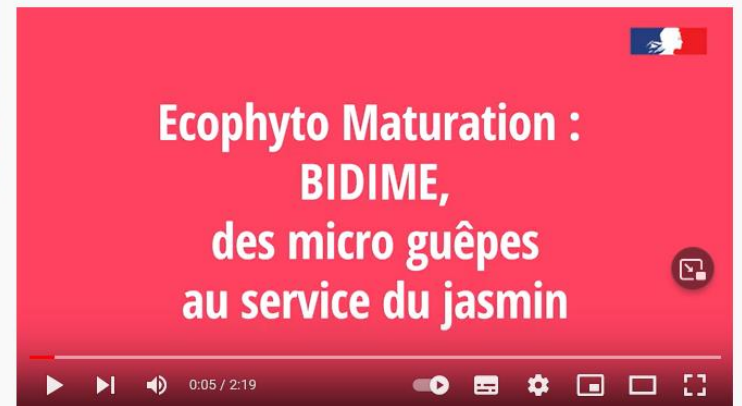 Ecophyto Maturation :
BIDIME,
des micro guêpes
au service du jasmin
0:05 / 2:19